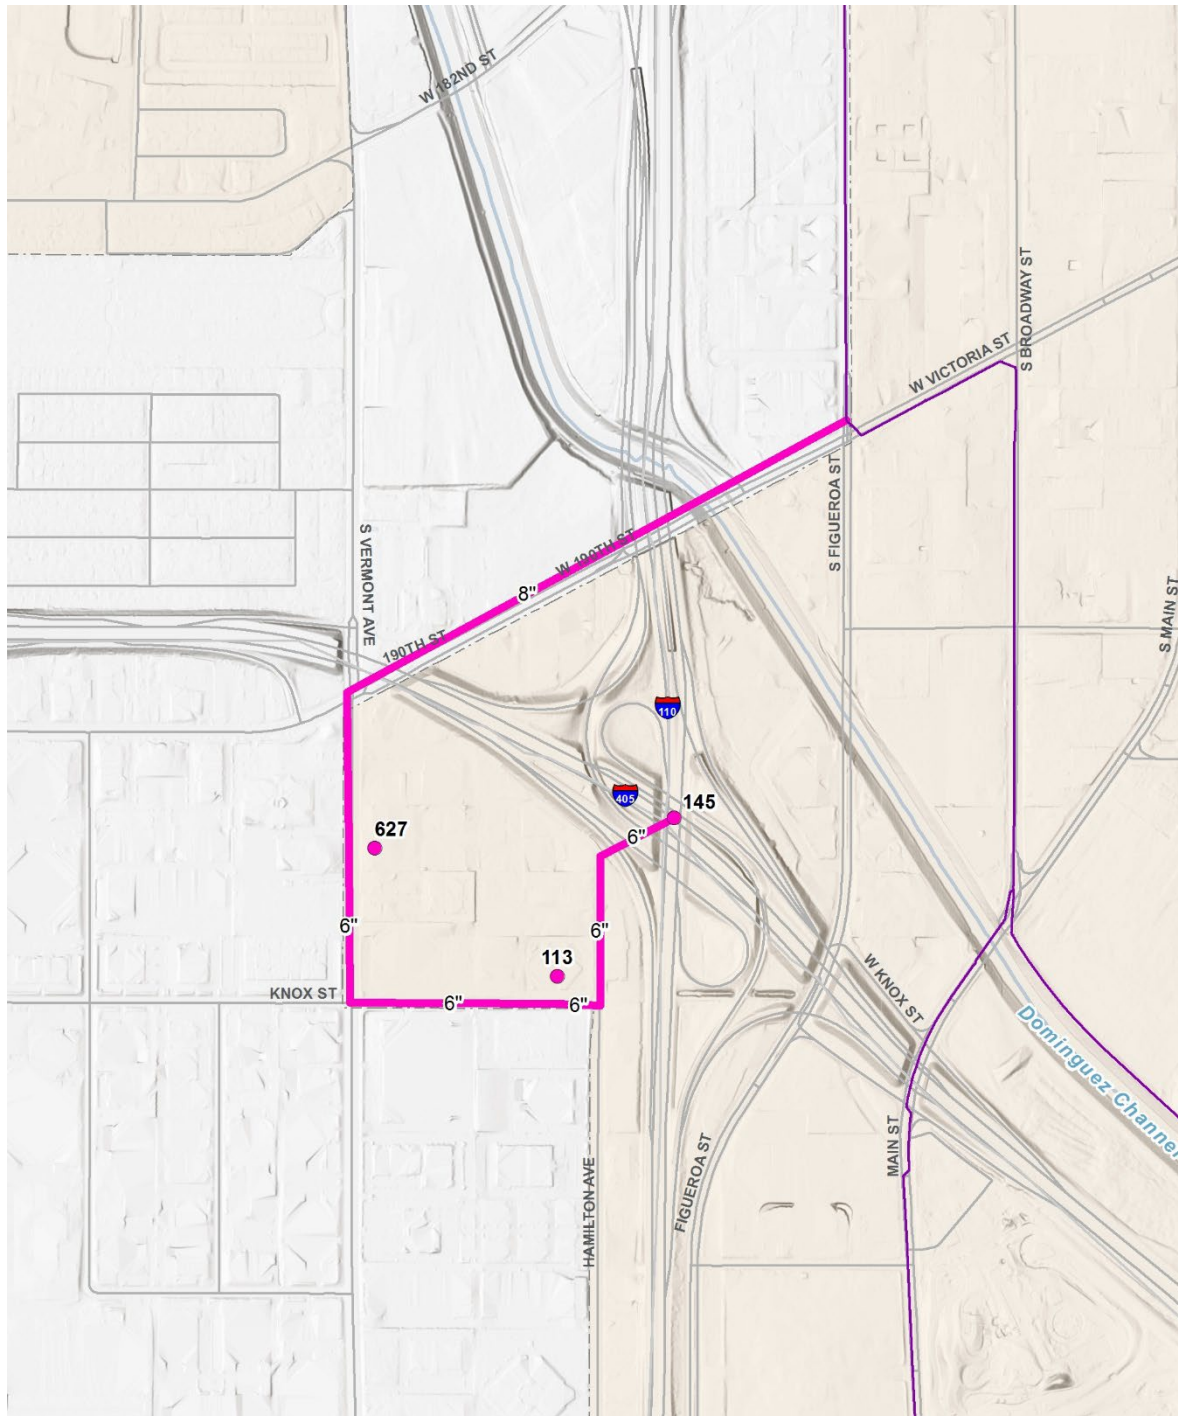 W 182ND ST
S BROADWAY ST
W VICTORIA ST
S FIGUEROA ST
S VERMONT AVE
W 190TH ST
8"
190TH ST
S MAIN ST
110
405
145
627
6"
6"
6"
113
KNOX ST
6"
6"
W KNOX ST
Dominguez Channel
MAIN ST
FIGUEROA ST
HAMILTON AVE